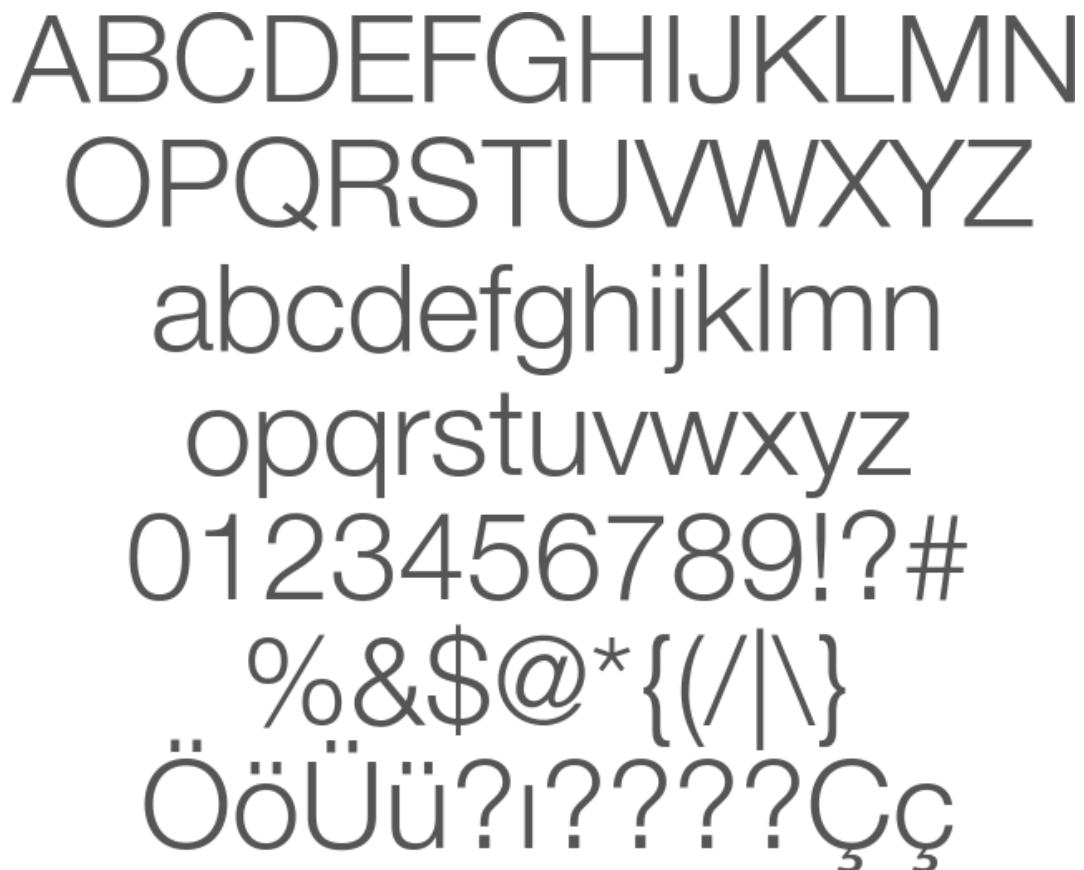 ABCDEFGHIJKLMN
OPQRSTUVWXYZ
abcdefghijklmn
opqrstuvwxyz
0123456789!?#
%&$@*{(/|\}
ÖöÜü?ı????Çç